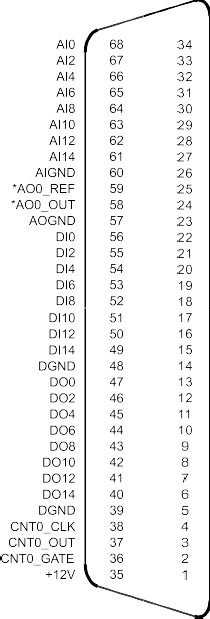 AI0 68 34
AI2 67 33
AI4 66 32
AI6 65 31
AI8 64 30
AI10 63 29
AI12 62 28
AI14 61 27
AIGND 60 26
*AO0_REF 59 25
*AO0_OUT 58 24
AOGND 57 23
DI0 56 22
DI2 55 21
DI4 54 20
DI6 53 19
DI8 52 18
DI10 51 17
DI12 50 16
DI14 49 15
DGND 48 14
DO0 47 13
DO2 46 12
DO4 45 11
DO6 44 10
DO8 43 9
DO10 42 8
DO12 41 7
DO14 40 6
DGND 39 5
CNT0_CLK 38 4
CNT0_OUT 37 3
CNT0_GATE 36 2
+12V 35 1